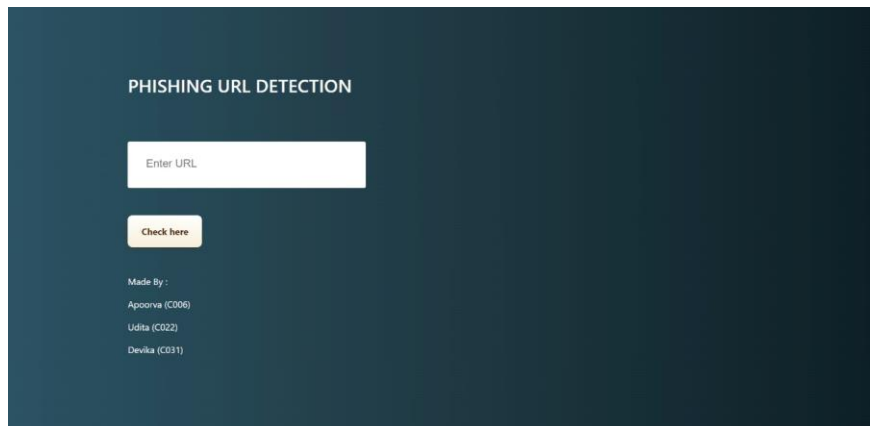 PHISHING URL DETECTION
Enter URL
Check here
Made By :
Apoorva (C006)
Udita (C022)
Devika (C031)